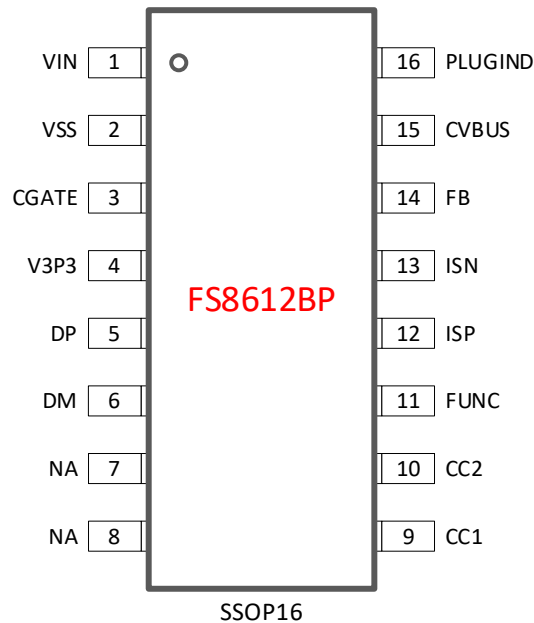 VIN 1 16 PLUGIND
VSS 2 15 CVBUS
CGATE 3 14 FB
V3P3 4 13 ISN
FS8612BP
DP 5 12 ISP
DM 6 11 FUNC
NA 7 10 CC2
NA 8 9 CC1
SSOP16